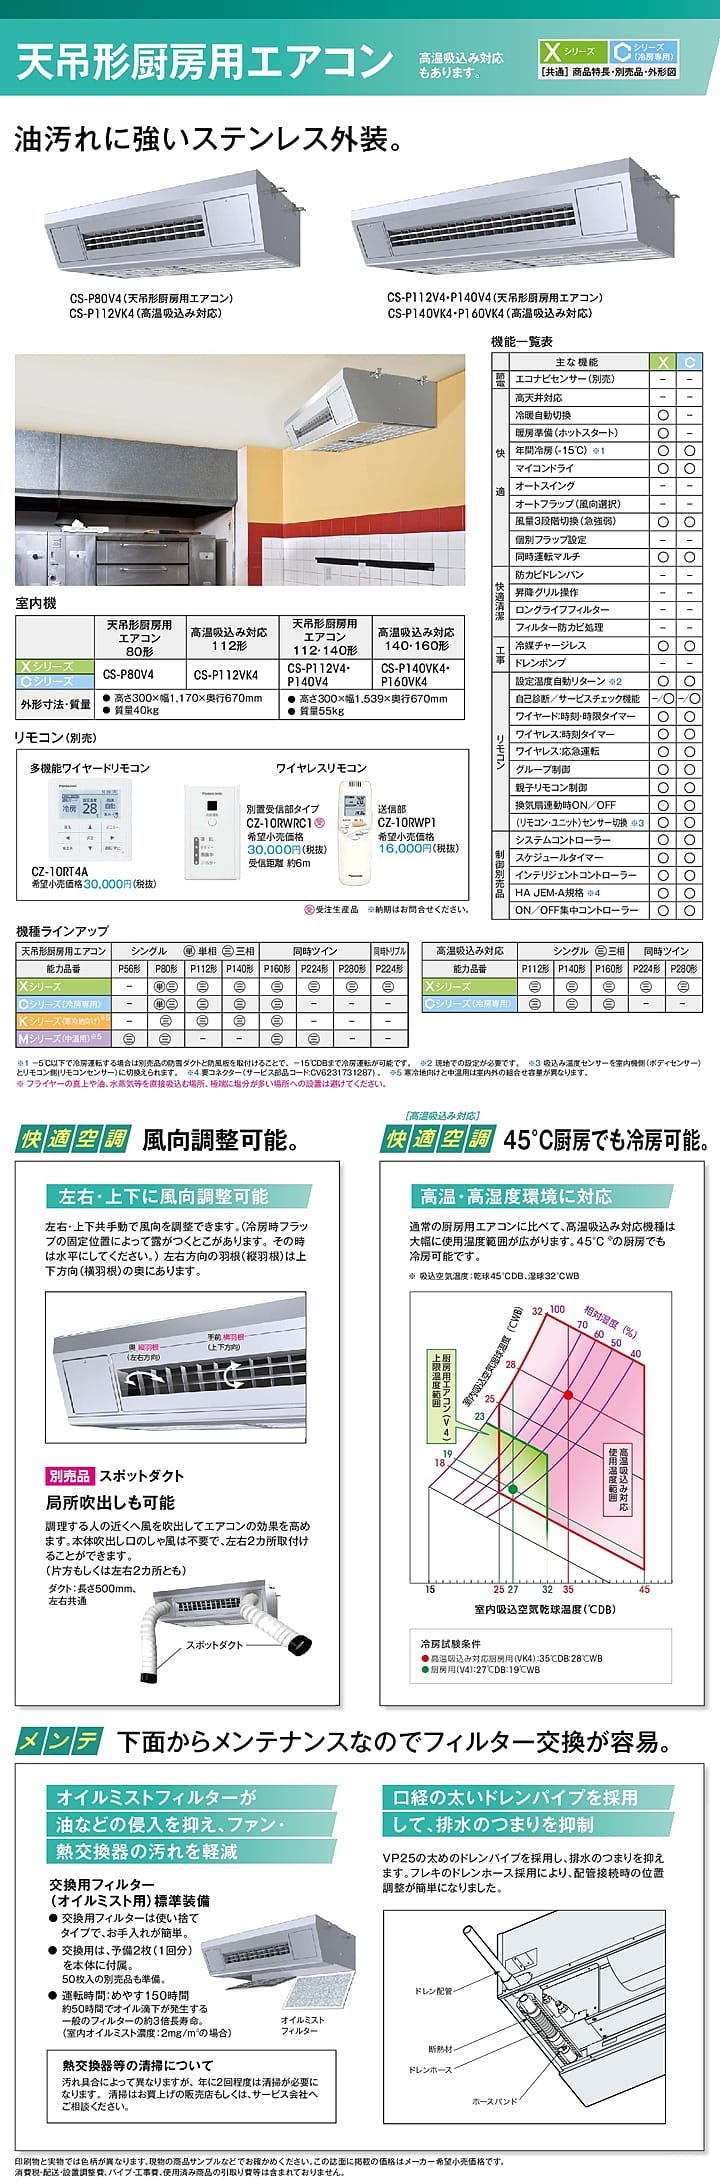 天吊形厨房用エアコン
高温吸込み対応
もあります。
Xシリーズ
Cシリーズ
(冷房専用)
[共通] 商品特長・別売品・外形図
油汚れに強いステンレス外装。
CS-P80V4(天吊形厨房用エアコン)
CS-P112VK4(高温吸込み対応)
CS-P112V4・P140V4(天吊形厨房用エアコン)
CS-P140VK4・P160VK4(高温吸込み対応)
機能一覧表
主な機能 X C
節電 エコナビセンサー(別売) − −
快適
高天井対応 − −
冷暖自動切換 ○ −
暖房準備(ホットスタート) ○ −
年間冷房(-15℃) ※1 ○ ○
マイコンドライ ○ ○
オートスイング − −
オートフラップ(風向選択) − −
風量3段階切換(急強弱) ○ ○
個別フラップ設定 − −
同時運転マルチ ○ ○
快適清潔
防カビドレンパン − −
昇降グリル操作 − −
ロングライフフィルター − −
フィルター防カビ処理 − −
工事
冷媒チャージレス ○ ○
ドレンポンプ − −
リモコン
設定温度自動リターン ※2 ○ ○
自己診断/サービスチェック機能 −/○ −/○
ワイヤード:時刻・時限タイマー ○ ○
ワイヤレス:時刻タイマー ○ ○
ワイヤレス:応急運転 ○ ○
グループ制御 ○ ○
親子リモコン制御 ○ ○
換気扇連動時ON/OFF ○ ○
(リモコン・ユニット)センサー切換 ※3 ○ ○
制御別売品
システムコントローラー ○ ○
スケジュールタイマー ○ ○
インテリジェントコントローラー ○ ○
HA JEM-A規格 ※4 ○ ○
ON/OFF集中コントローラー ○ ○
室内機
天吊形厨房用エアコン 80形 高温吸込み対応 112形 天吊形厨房用エアコン 112・140形 高温吸込み対応 140・160形
Xシリーズ
Cシリーズ
CS-P80V4 CS-P112VK4 CS-P112V4・P140V4 CS-P140VK4・P160VK4
外形寸法・質量
● 高さ300×幅1,170×奥行670mm
● 質量40kg
● 高さ300×幅1,539×奥行670mm
● 質量55kg
リモコン(別売)
多機能ワイヤードリモコン
CZ-10RT4A
希望小売価格30,000円(税抜)
ワイヤレスリモコン
別置受信部タイプ
CZ-10RWRC1 受
希望小売価格
30,000円(税抜)
受信距離 約6m
送信部
CZ-10RWP1
希望小売価格
16,000円(税抜)
受 受注生産品 ※納期はお問合せください。
機種ラインアップ
天吊形厨房用エアコン シングル 単 単相 三 三相 同時ツイン 同時トリプル
能力品番 P56形 P80形 P112形 P140形 P160形 P224形 P280形 P224形
Xシリーズ − 単三 三 三 三 三 三 三
Cシリーズ(冷房専用) − 単三 三 三 三 − − −
Kシリーズ(寒冷地向け)※5 − 三 三 三 三 − − −
Mシリーズ(中温用)※5 三 三 − − 三 三 − −
高温吸込み対応 シングル 三 三相 同時ツイン
能力品番 P112形 P140形 P160形 P224形 P280形
Xシリーズ 三 三 三 三 三
Cシリーズ(冷房専用) 三 三 三 − −
※1 −5℃以下で冷房運転する場合は別売品の防雪ダクトと防風板を取付けることで、−15℃DBまで冷房運転が可能です。 ※2 現地での設定が必要です。 ※3 吸込み温度センサーを室内機側(ボディセンサー)
とリモコン側(リモコンセンサー)に切換えられます。 ※4 要コネクター(サービス部品コード:CV6231731287)。 ※5 寒冷地向けと中温用は室内外の組合せ容量が異なります。
※ フライヤーの真上や油、水蒸気等を直接吸込む場所、極端に塩分が多い場所への設置は避けてください。
快適空調 風向調整可能。
左右・上下に風向調整可能
左右・上下共手動で風向を調整できます。(冷房時フラッ
プの固定位置によって露がつくとこがあります。その時
は水平にしてください。) 左右方向の羽根(縦羽根)は上
下方向(横羽根)の奥にあります。
奥 縦羽根
(左右方向)
手前 横羽根
(上下方向)
別売品 スポットダクト
局所吹出しも可能
調理する人の近くへ風を吹出してエアコンの効果を高め
ます。本体吹出し口のしゃ風は不要で、左右2カ所取付け
ることができます。
(片方もしくは左右2カ所とも)
ダクト:長さ500mm、
左右共通
スポットダクト
[高温吸込み対応]
快適空調 45℃厨房でも冷房可能。
高温・高湿度環境に対応
通常の厨房用エアコンに比べて、高温吸込み対応機種は
大幅に使用温度範囲が広がります。45℃※の厨房でも
冷房可能です。
※ 吸込空気温度:乾球45℃DB、湿球32℃WB
室内吸込空気湿球温度(℃WB)
32
28
25
23
19
18
100
70
60
50
40
相対湿度(%)
厨房用エアコン(V4)
上限温度範囲
高温吸込み対応
使用温度範囲
15 25 27 32 35 45
室内吸込空気乾球温度(℃DB)
冷房試験条件
● 高温吸込み対応厨房用(VK4):35℃DB:28℃WB
● 厨房用(V4):27℃DB:19℃WB
メンテ 下面からメンテナンスなのでフィルター交換が容易。
オイルミストフィルターが
油などの侵入を抑え、ファン・
熱交換器の汚れを軽減
交換用フィルター
(オイルミスト用)標準装備
● 交換用フィルターは使い捨て
タイプで、お手入れが簡単。
● 交換用は、予備2枚(1回分)
を本体に付属。
50枚入の別売品も準備。
● 運転時間:めやす150時間
約50時間でオイル滴下が発生する
一般のフィルターの約3倍長寿命。
(室内オイルミスト濃度:2mg/m³の場合)
オイルミスト
フィルター
熱交換器等の清掃について
汚れ具合によって異なりますが、年に2回程度は清掃が必要に
なります。 清掃はお買上げの販売店もしくは、サービス会社へ
ご相談ください。
口径の太いドレンパイプを採用
して、排水のつまりを抑制
VP25の太めのドレンパイプを採用し、排水のつまりを抑え
ます。フレキのドレンホース採用により、配管接続時の位置
調整が簡単になりました。
ドレン配管
断熱材
ドレンホース
ホースバンド
印刷物と実物では色柄が異なります。現物の商品サンプルなどでお確かめください。この誌面に掲載の価格はメーカー希望小売価格です。
消費税・配送・設置調整費、パイプ・工事費、使用済み商品の引取り費等は含まれておりません。